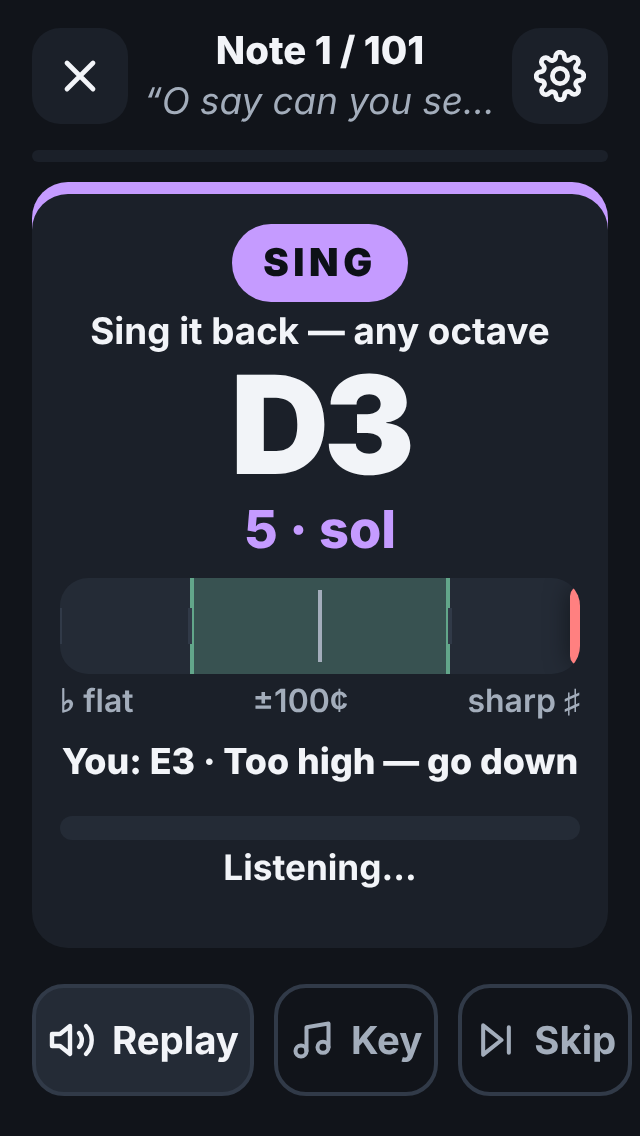 Note 1 / 101
“O say can you se...
SING
Sing it back — any octave
D3
5 · sol
♭ flat
±100¢
sharp ♯
You: E3 · Too high — go down
Listening...
Replay
Key
Skip